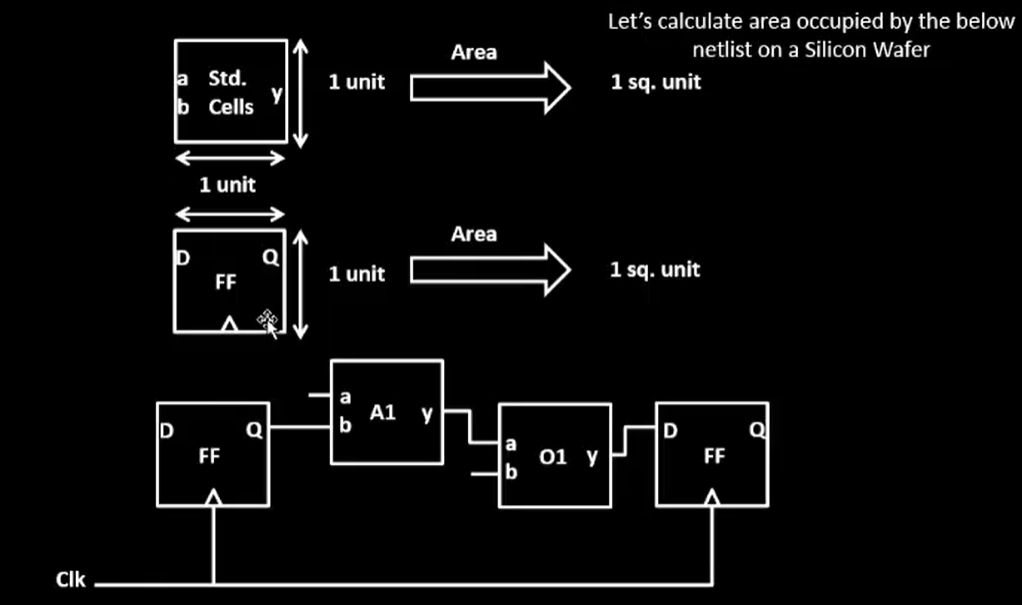 Let's calculate area occupied by the below
netlist on a Silicon Wafer
Area
a Std.
b Cells
y
1 unit
1 sq. unit
1 unit
Area
D Q
FF
1 unit
1 sq. unit
a
b
A1 y
D Q
FF
a
b
O1 y
D Q
FF
Clk